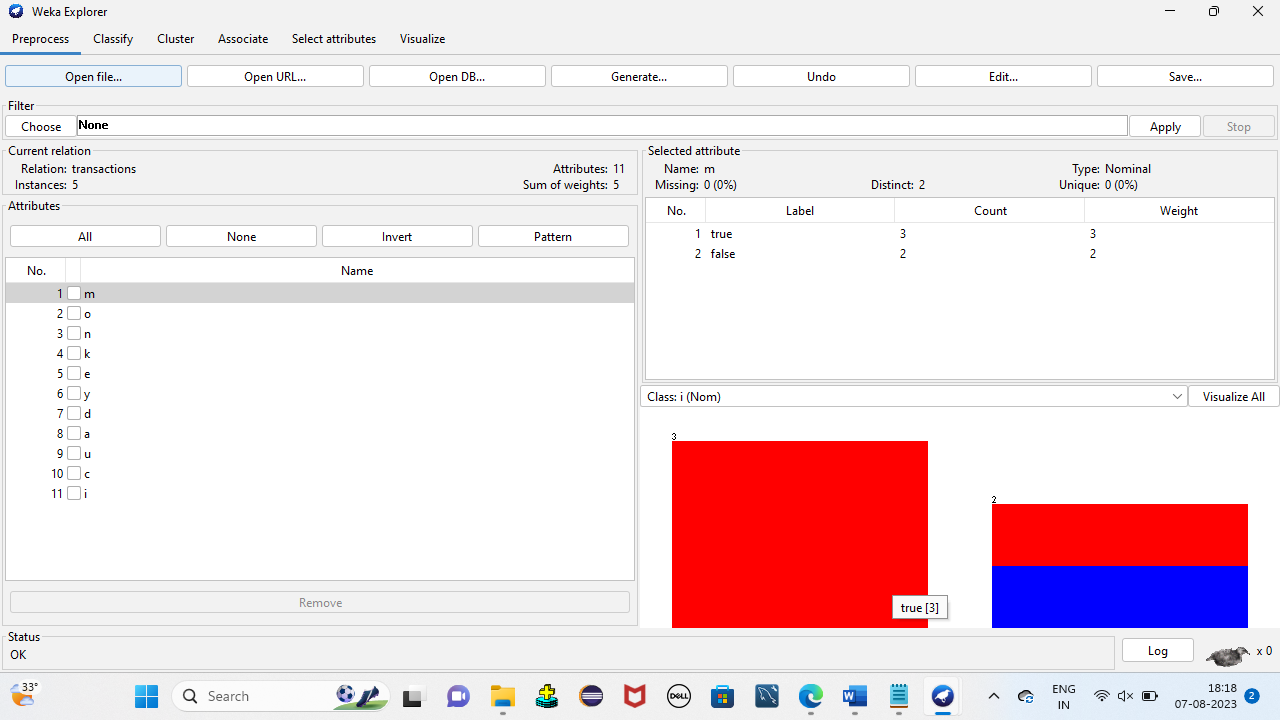 Weka Explorer
Preprocess Classify Cluster Associate Select attributes Visualize
Open file... Open URL... Open DB... Generate... Undo Edit... Save...
Filter
Choose None Apply Stop
Current relation
Relation: transactions Attributes: 11
Instances: 5 Sum of weights: 5
Attributes
All None Invert Pattern
No. Name
1 m
2 o
3 n
4 k
5 e
6 y
7 d
8 a
9 u
10 c
11 i
Remove
Selected attribute
Name: m Type: Nominal
Missing: 0 (0%) Distinct: 2 Unique: 0 (0%)
No. Label Count Weight
1 true 3 3
2 false 2 2
Class: i (Nom) Visualize All
3
2
true [3]
Status
OK
Log x 0
33°
Search
DELL
W
ENG
IN
18:18
07-08-2023
2